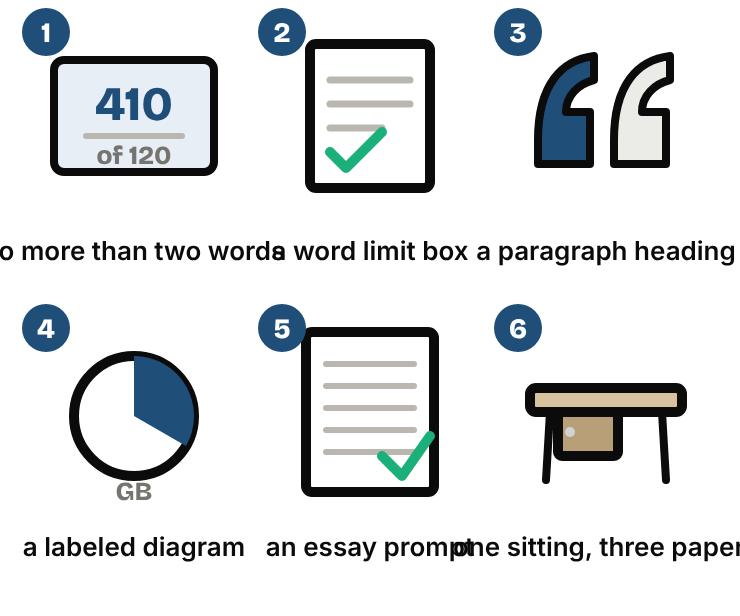 1
2
3
410
of 120
o more than two words
a word limit box
a paragraph heading
4
5
6
GB
a labeled diagram
an essay prompt
one sitting, three paper